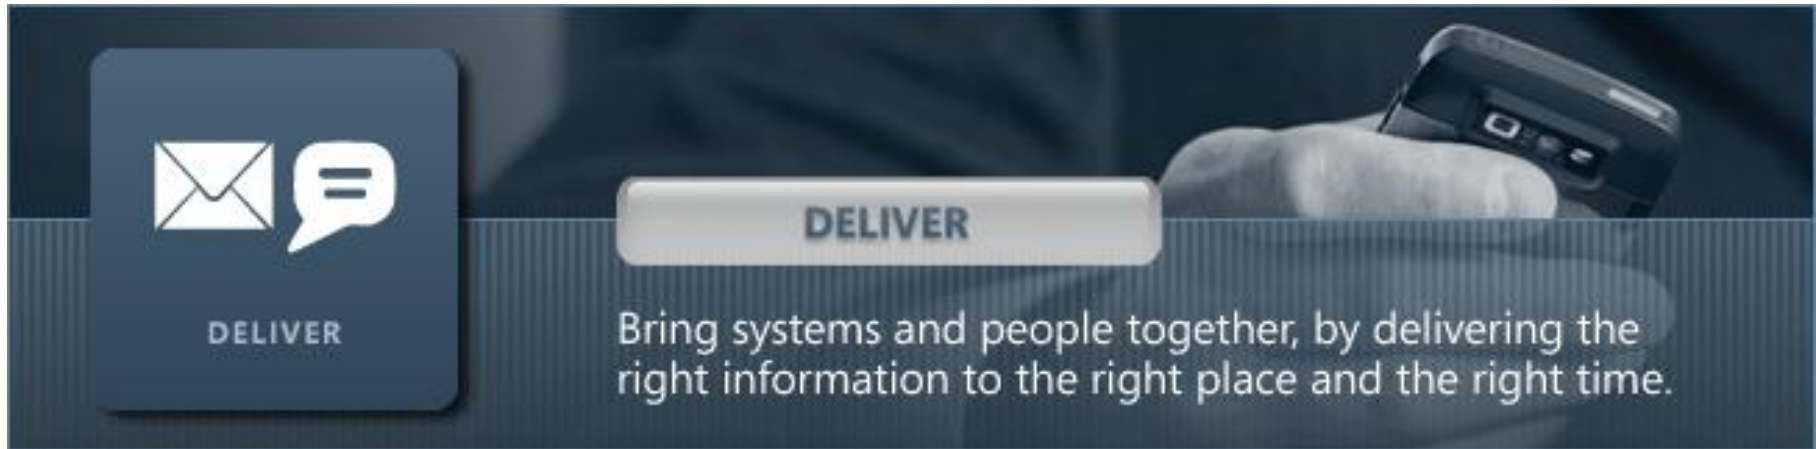 DELIVER
DELIVER
Bring systems and people together, by delivering the
right information to the right place and the right time.